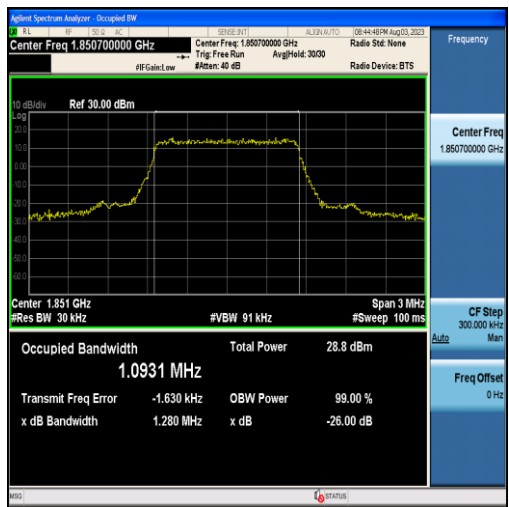 Agilent Spectrum Analyzer - Occupied BW
RL RF 50 Ω AC SENSE:INT ALIGN AUTO 08:44:48PM Aug 03, 2023
Center Freq 1.850700000 GHz
Center Freq: 1.850700000 GHz Radio Std: None
Trig: Free Run Avg|Hold: 30/30
#IFGain:Low #Atten: 40 dB Radio Device: BTS
10 dB/div Ref 30.00 dBm
Log
20.0
10.0
0.00
-10.0
-20.0
-30.0
-40.0
-50.0
-60.0
Center 1.851 GHz Span 3 MHz
#Res BW 30 kHz #VBW 91 kHz #Sweep 100 ms
Occupied Bandwidth Total Power 28.8 dBm
1.0931 MHz
Transmit Freq Error -1.630 kHz OBW Power 99.00 %
x dB Bandwidth 1.280 MHz x dB -26.00 dB
Frequency
Center Freq
1.850700000 GHz
CF Step
300.000 kHz
Auto Man
Freq Offset
0 Hz
MSG STATUS